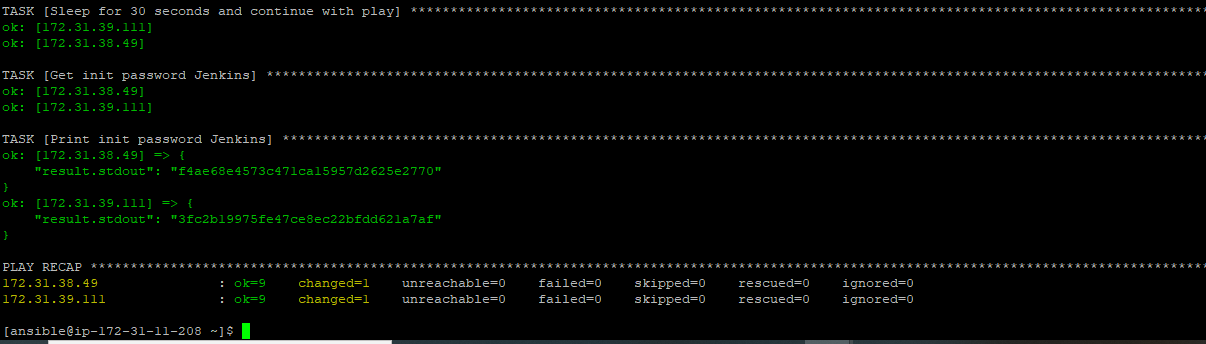 TASK [Sleep for 30 seconds and continue with play] ****************************************************************************************************
ok: [172.31.39.111]
ok: [172.31.38.49]
TASK [Get init password Jenkins] **********************************************************************************************************************
ok: [172.31.38.49]
ok: [172.31.39.111]
TASK [Print init password Jenkins] ********************************************************************************************************************
ok: [172.31.38.49] => {
    "result.stdout": "f4ae68e4573c471ca15957d2625e2770"
}
ok: [172.31.39.111] => {
    "result.stdout": "3fc2b19975fe47ce8ec22bfdd621a7af"
}
PLAY RECAP ********************************************************************************************************************************************
172.31.38.49               : ok=9    changed=1    unreachable=0    failed=0    skipped=0    rescued=0    ignored=0
172.31.39.111              : ok=9    changed=1    unreachable=0    failed=0    skipped=0    rescued=0    ignored=0
[ansible@ip-172-31-11-208 ~]$